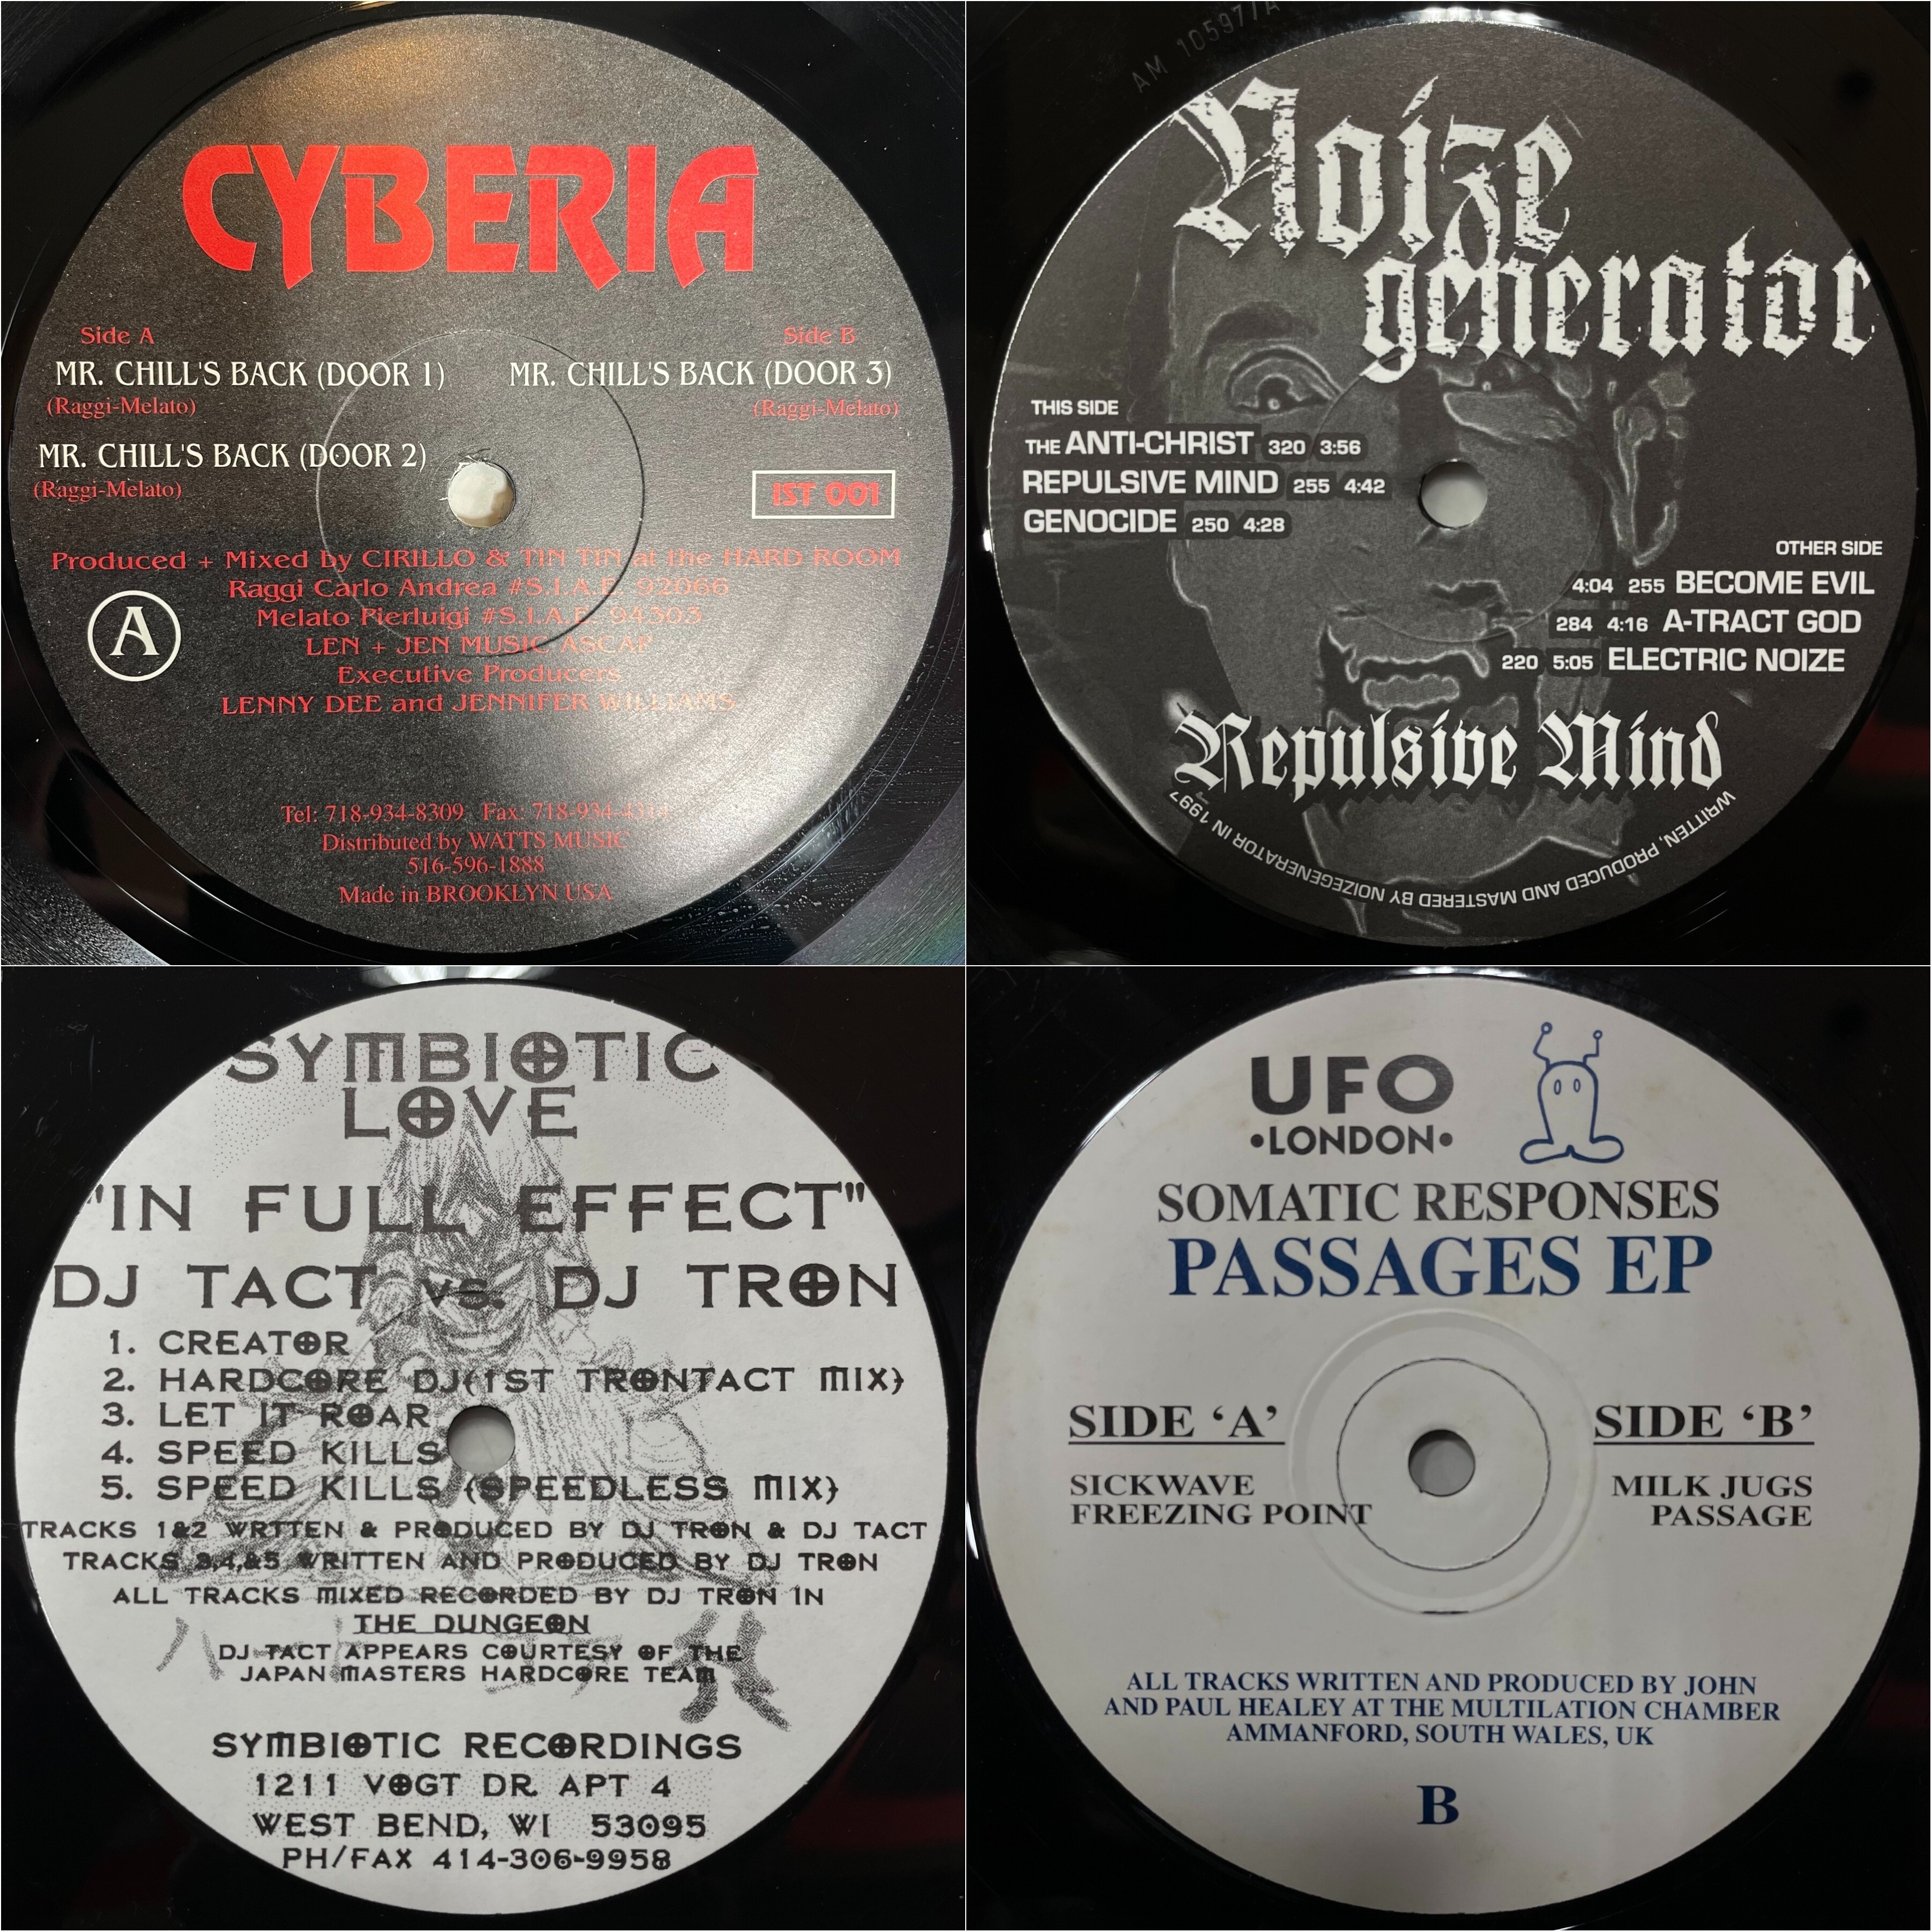 CYBERIA
Side A
Side B
MR. CHILL'S BACK (DOOR 1)
MR. CHILL'S BACK (DOOR 3)
(Raggi-Melato)
(Raggi-Melato)
MR. CHILL'S BACK (DOOR 2)
(Raggi-Melato)
IST 001
Produced + Mixed by CIRILLO & TIN TIN at the HARD ROOM
Raggi Carlo Andrea #S.I.A.E. 92066
Melato Pierluigi #S.I.A.E. 94303
LEN + JEN MUSIC ASCAP
Executive Producers
LENNY DEE and JENNIFER WILLIAMS
A
Tel: 718-934-8309 Fax: 718-934-4314
Distributed by WATTS MUSIC
516-596-1888
Made in BROOKLYN USA
AM 105977/A
Noize
generator
THIS SIDE
THE ANTI-CHRIST 320 3:56
REPULSIVE MIND 255 4:42
GENOCIDE 250 4:28
OTHER SIDE
4:04 255 BECOME EVIL
284 4:16 A-TRACT GOD
220 5:05 ELECTRIC NOIZE
Repulsive Mind
WRITTEN, PRODUCED AND MASTERED BY NOIZEGENERATOR IN 1997
SYMBIOTIC
LOVE
"IN FULL EFFECT"
DJ TACT vs. DJ TRON
1. CREATOR
2. HARDCORE DJ{1ST TRONTACT MIX}
3. LET IT ROAR
4. SPEED KILLS
5. SPEED KILLS {SPEEDLESS MIX}
TRACKS 1&2 WRTTEN & PRODUCED BY DJ TRON & DJ TACT
TRACKS 3,4,&5 WRITTEN AND PRODUCED BY DJ TRON
ALL TRACKS MIXED RECORDED BY DJ TRON IN
THE DUNGEON
DJ TACT APPEARS COURTESY OF THE
JAPAN MASTERS HARDCORE TEAM
SYMBIOTIC RECORDINGS
1211 VOGT DR. APT 4
WEST BEND, WI 53095
PH/FAX 414-306-9958
UFO
•LONDON•
SOMATIC RESPONSES
PASSAGES EP
SIDE ‘A’
SIDE ‘B’
SICKWAVE
MILK JUGS
FREEZING POINT
PASSAGE
ALL TRACKS WRITTEN AND PRODUCED BY JOHN
AND PAUL HEALEY AT THE MULTILATION CHAMBER
AMMANFORD, SOUTH WALES, UK
B